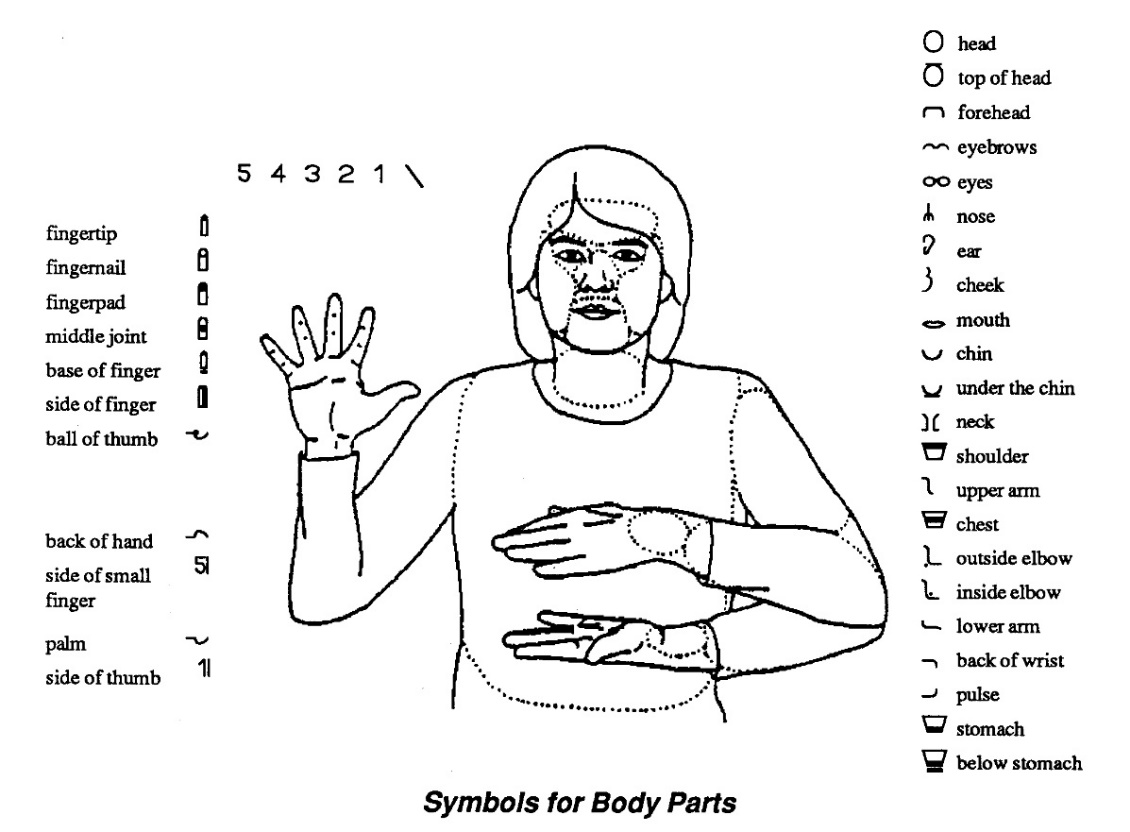 5 4 3 2 1 \
fingertip
fingernail
fingerpad
middle joint
base of finger
side of finger
ball of thumb
back of hand
5|
side of small
finger
palm
side of thumb
1|
head
top of head
forehead
eyebrows
eyes
nose
ear
cheek
mouth
chin
under the chin
neck
shoulder
upper arm
chest
outside elbow
inside elbow
lower arm
back of wrist
pulse
stomach
below stomach
Symbols for Body Parts